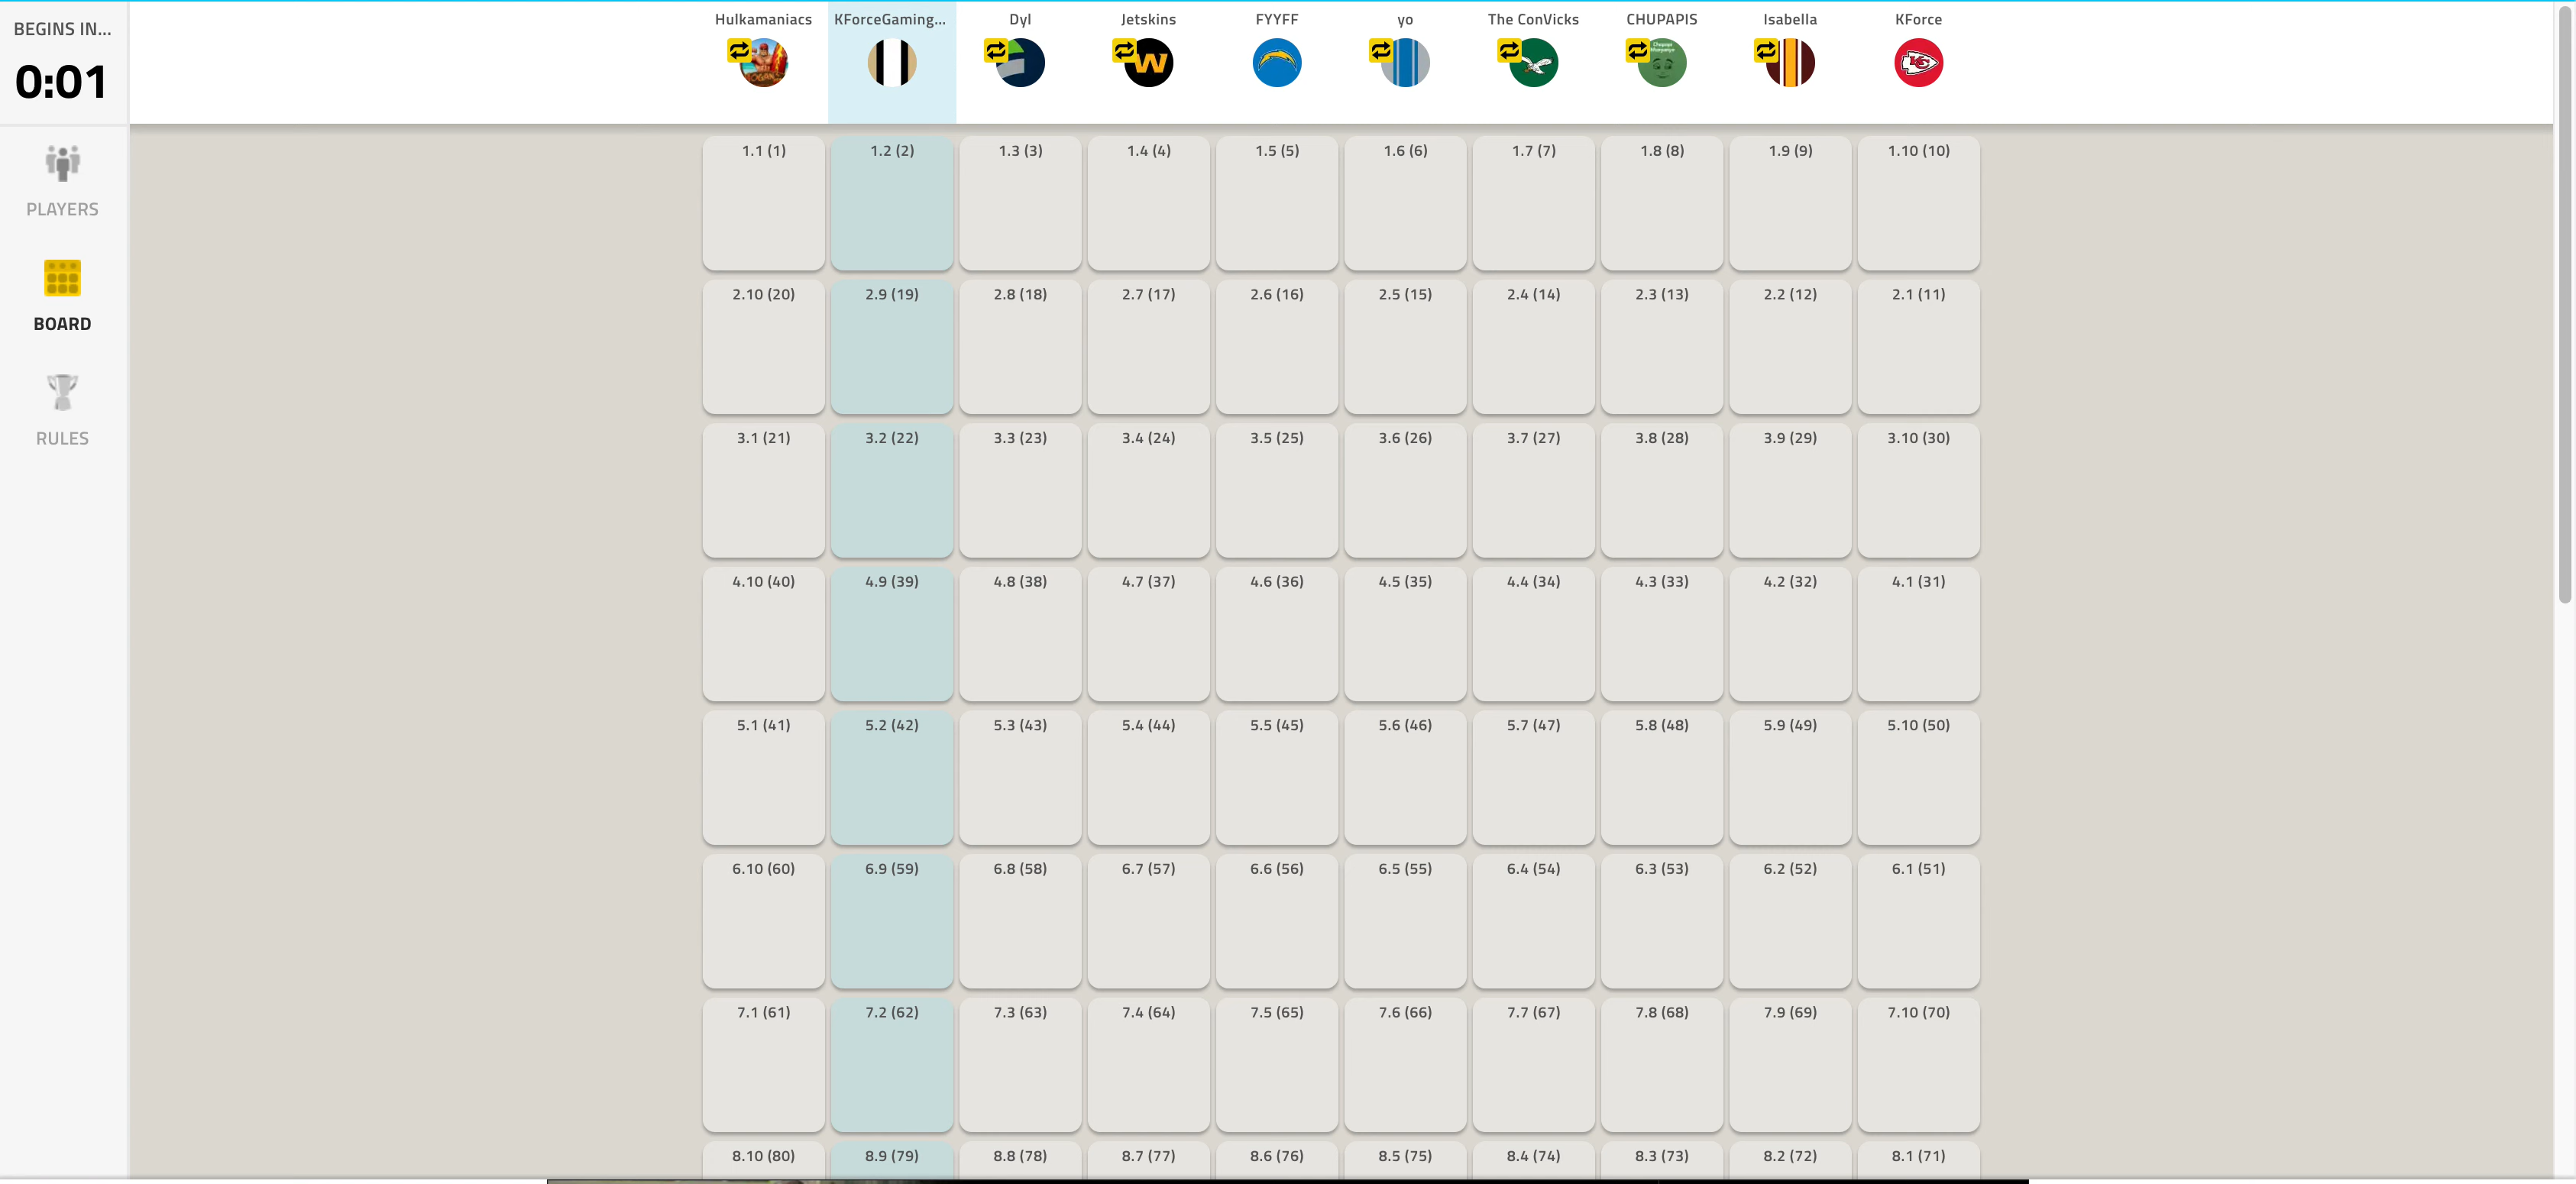 BEGINS IN...
0:01
PLAYERS
BOARD
RULES
Hulkamaniacs KForceGaming... Dyl Jetskins FYYFF yo The ConVicks CHUPAPIS Isabella KForce
1.1 (1) 1.2 (2) 1.3 (3) 1.4 (4) 1.5 (5) 1.6 (6) 1.7 (7) 1.8 (8) 1.9 (9) 1.10 (10)
2.10 (20) 2.9 (19) 2.8 (18) 2.7 (17) 2.6 (16) 2.5 (15) 2.4 (14) 2.3 (13) 2.2 (12) 2.1 (11)
3.1 (21) 3.2 (22) 3.3 (23) 3.4 (24) 3.5 (25) 3.6 (26) 3.7 (27) 3.8 (28) 3.9 (29) 3.10 (30)
4.10 (40) 4.9 (39) 4.8 (38) 4.7 (37) 4.6 (36) 4.5 (35) 4.4 (34) 4.3 (33) 4.2 (32) 4.1 (31)
5.1 (41) 5.2 (42) 5.3 (43) 5.4 (44) 5.5 (45) 5.6 (46) 5.7 (47) 5.8 (48) 5.9 (49) 5.10 (50)
6.10 (60) 6.9 (59) 6.8 (58) 6.7 (57) 6.6 (56) 6.5 (55) 6.4 (54) 6.3 (53) 6.2 (52) 6.1 (51)
7.1 (61) 7.2 (62) 7.3 (63) 7.4 (64) 7.5 (65) 7.6 (66) 7.7 (67) 7.8 (68) 7.9 (69) 7.10 (70)
8.10 (80) 8.9 (79) 8.8 (78) 8.7 (77) 8.6 (76) 8.5 (75) 8.4 (74) 8.3 (73) 8.2 (72) 8.1 (71)